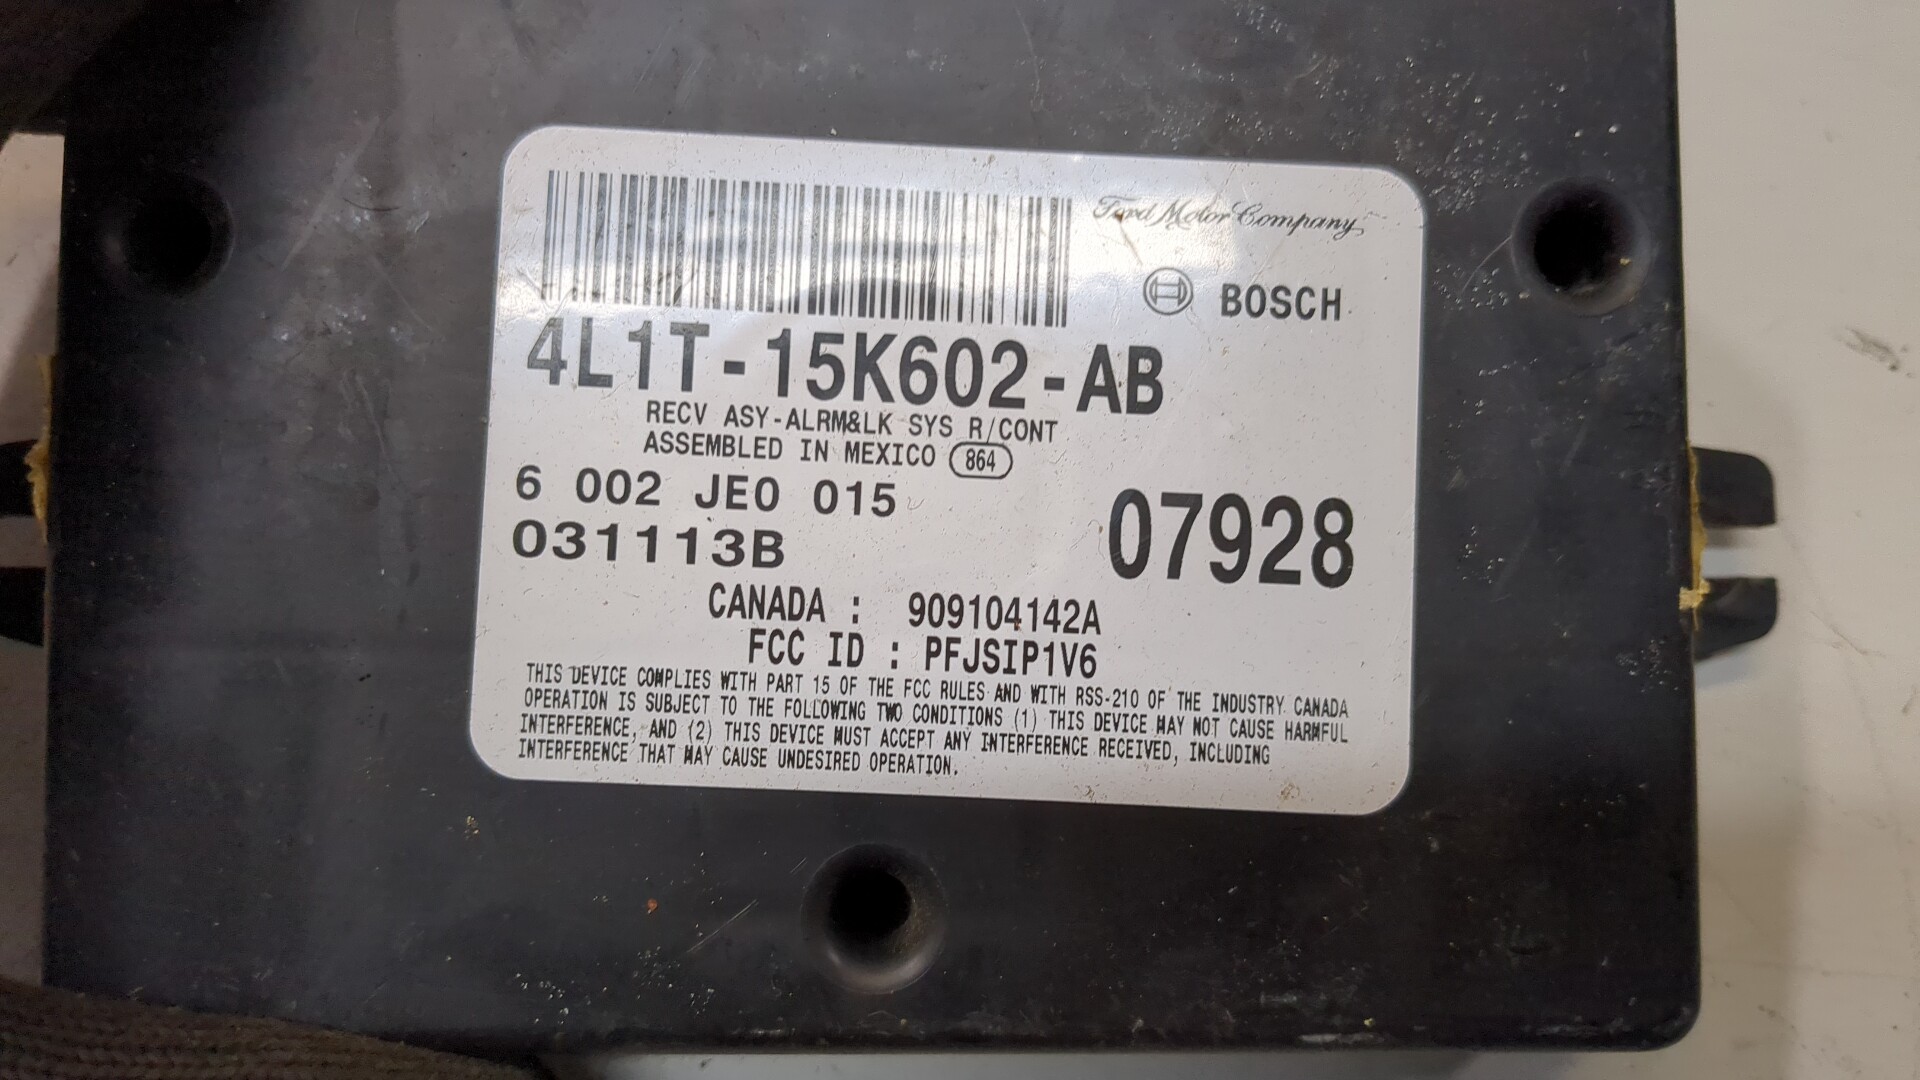 Ford Motor Company
BOSCH
4L1T-15K602-AB
RECV ASY-ALRM&LK SYS R/CONT
ASSEMBLED IN MEXICO 864
6 002 JE0 015
031113B
07928
CANADA : 909104142A
FCC ID : PFJSIP1V6
THIS DEVICE COMPLIES WITH PART 15 OF THE FCC RULES AND WITH RSS-210 OF THE INDUSTRY CANADA
OPERATION IS SUBJECT TO THE FOLLOWING TWO CONDITIONS (1) THIS DEVICE MAY NOT CAUSE HARMFUL
INTERFERENCE, AND (2) THIS DEVICE MUST ACCEPT ANY INTERFERENCE RECEIVED, INCLUDING
INTERFERENCE THAT MAY CAUSE UNDESIRED OPERATION.